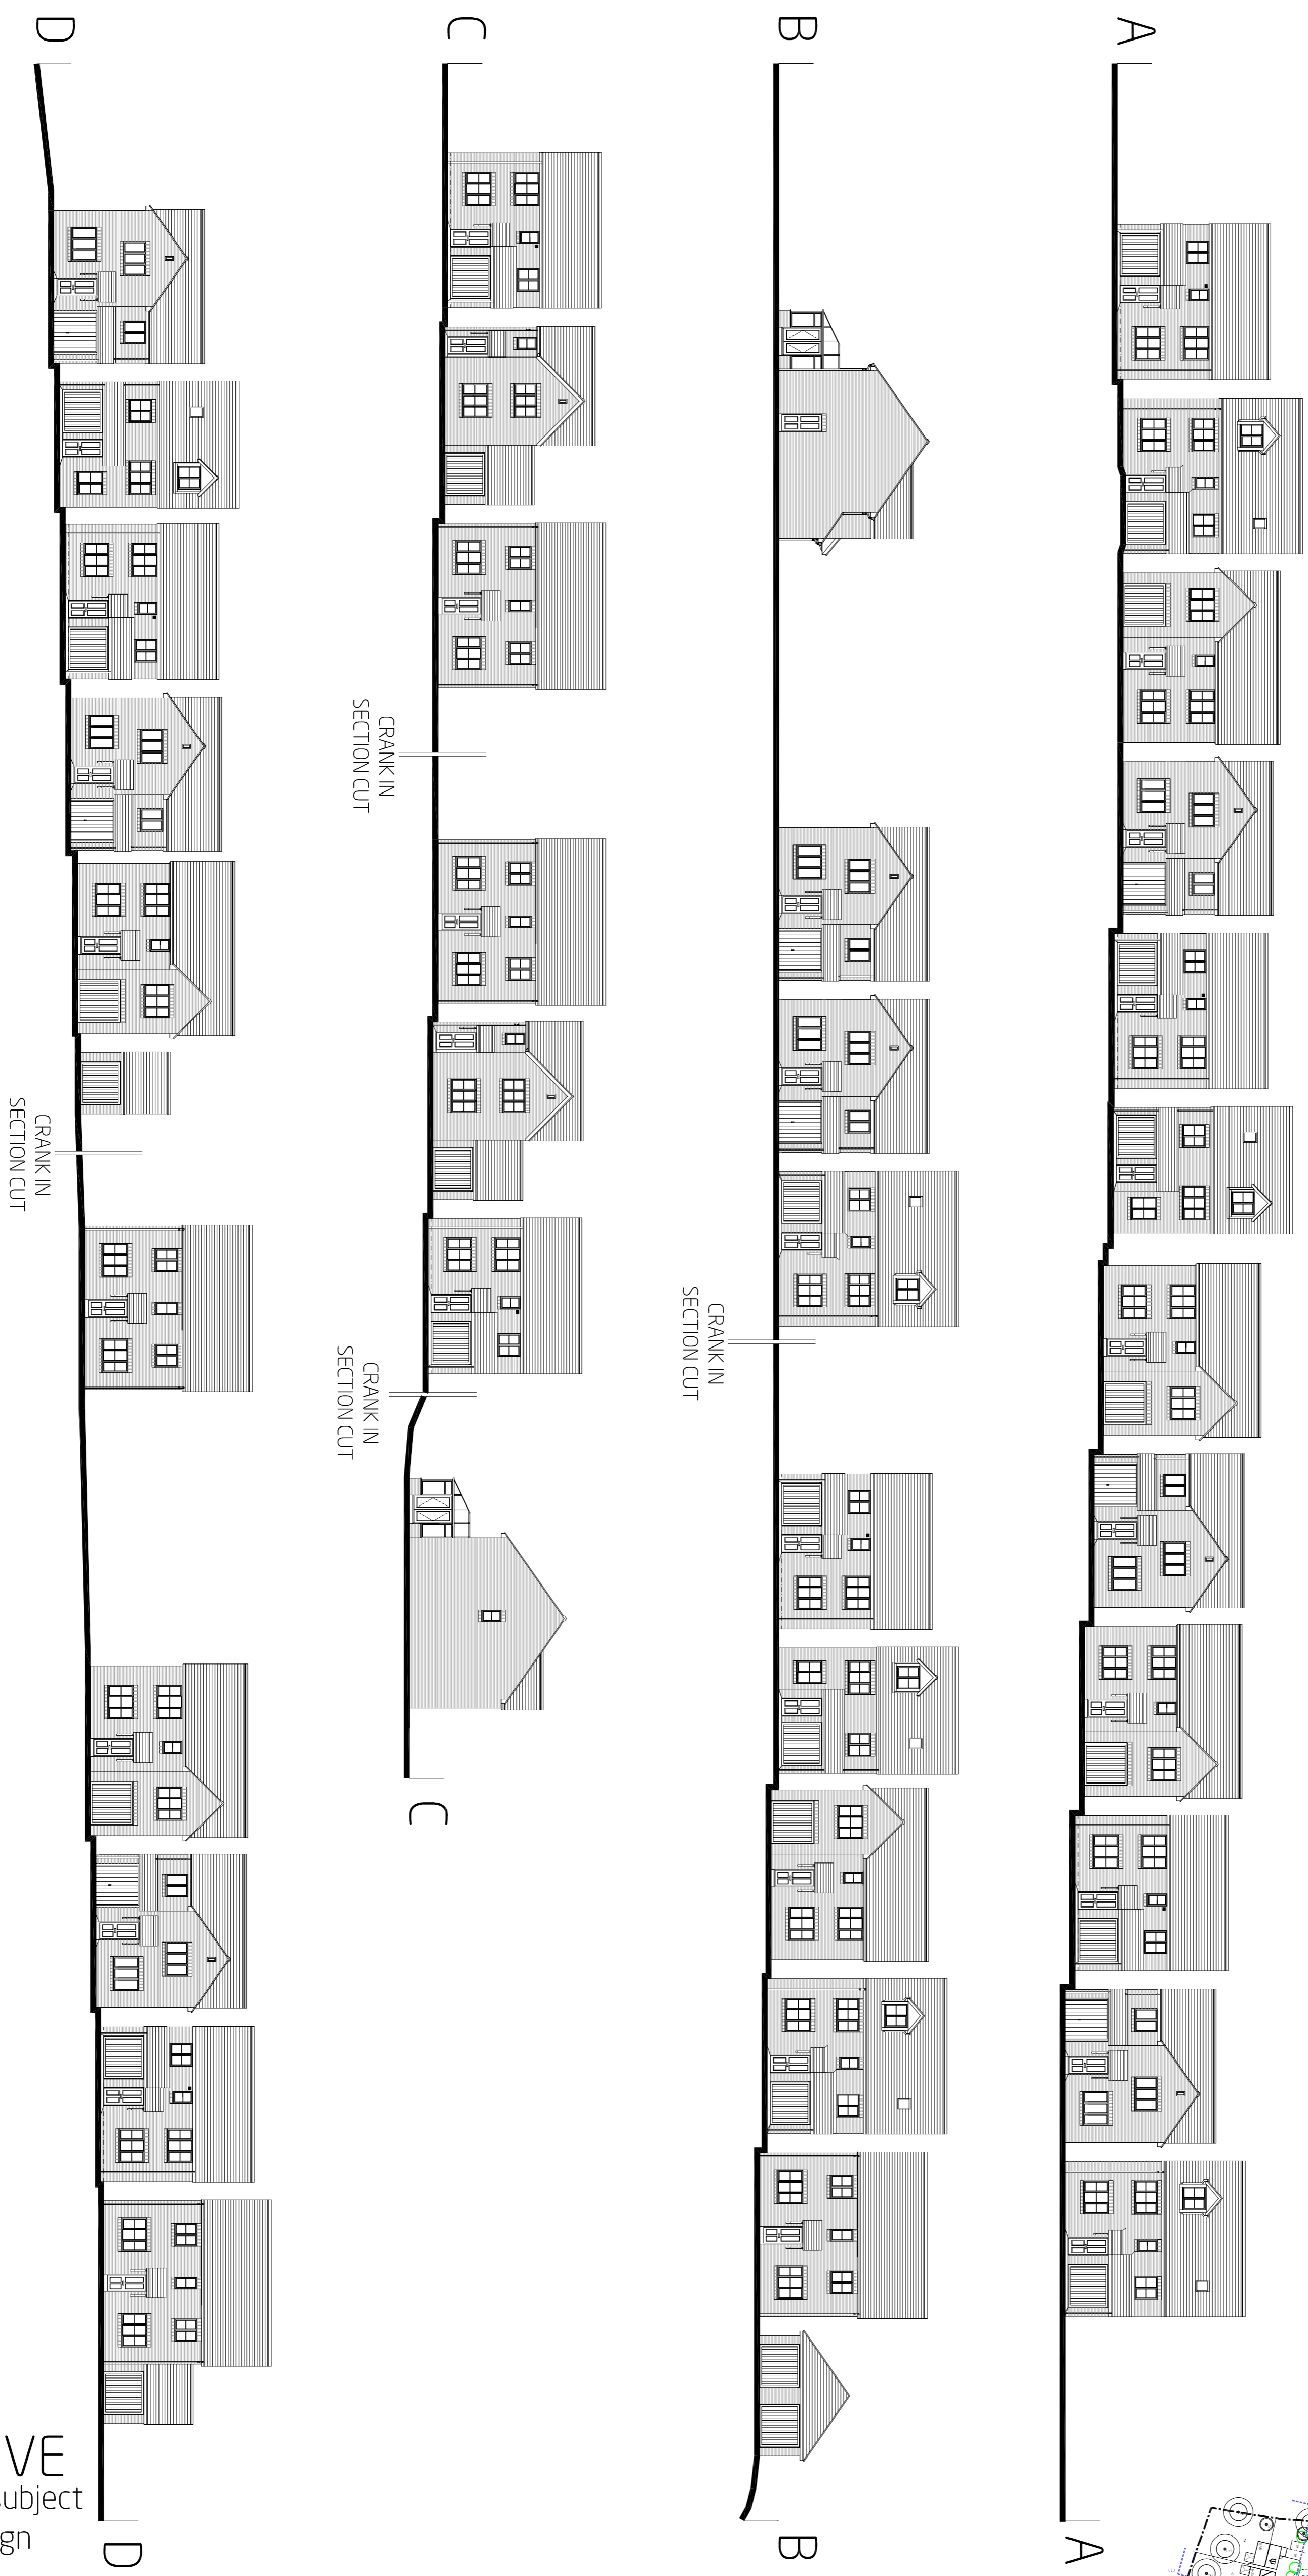 A
A
B
CRANK IN
SECTION CUT
B
C
CRANK IN
SECTION CUT
CRANK IN
SECTION CUT
C
D
CRANK IN
SECTION CUT
D
VE
ubject
gn